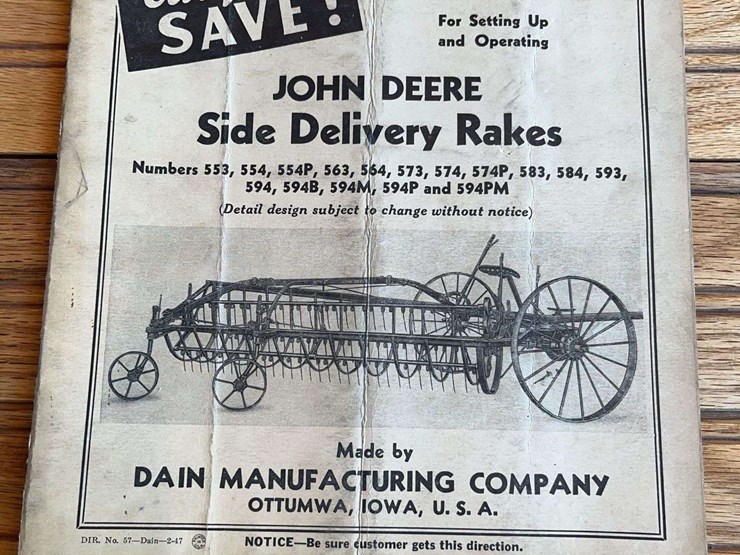 SAVE!
For Setting Up
and Operating
JOHN DEERE
Side Delivery Rakes
Numbers 553, 554, 554P, 563, 564, 573, 574, 574P, 583, 584, 593,
594, 594B, 594M, 594P and 594PM
(Detail design subject to change without notice)
Made by
DAIN MANUFACTURING COMPANY
OTTUMWA, IOWA, U. S. A.
DIR. No. 57—Dain—2-47
NOTICE—Be sure customer gets this direction.